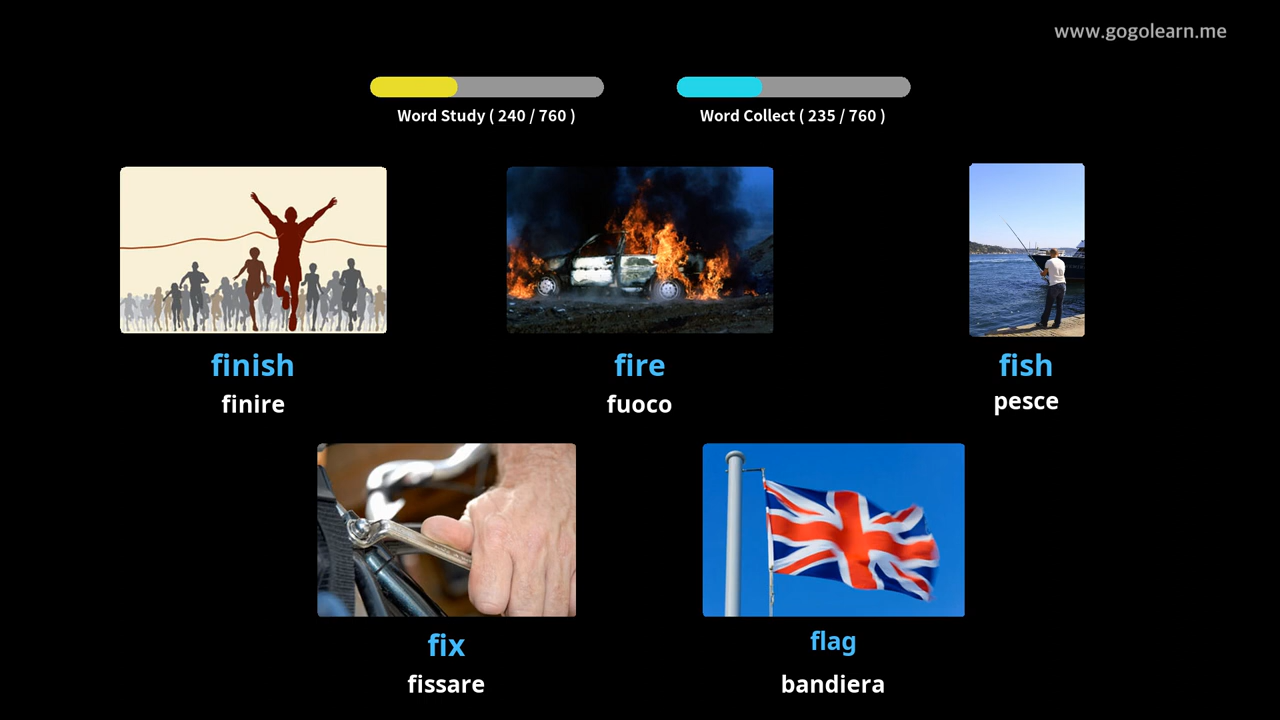 www.gogolearn.me
Word Study ( 240 / 760 )
Word Collect ( 235 / 760 )
finish
finire
fire
fuoco
fish
pesce
fix
fissare
flag
bandiera